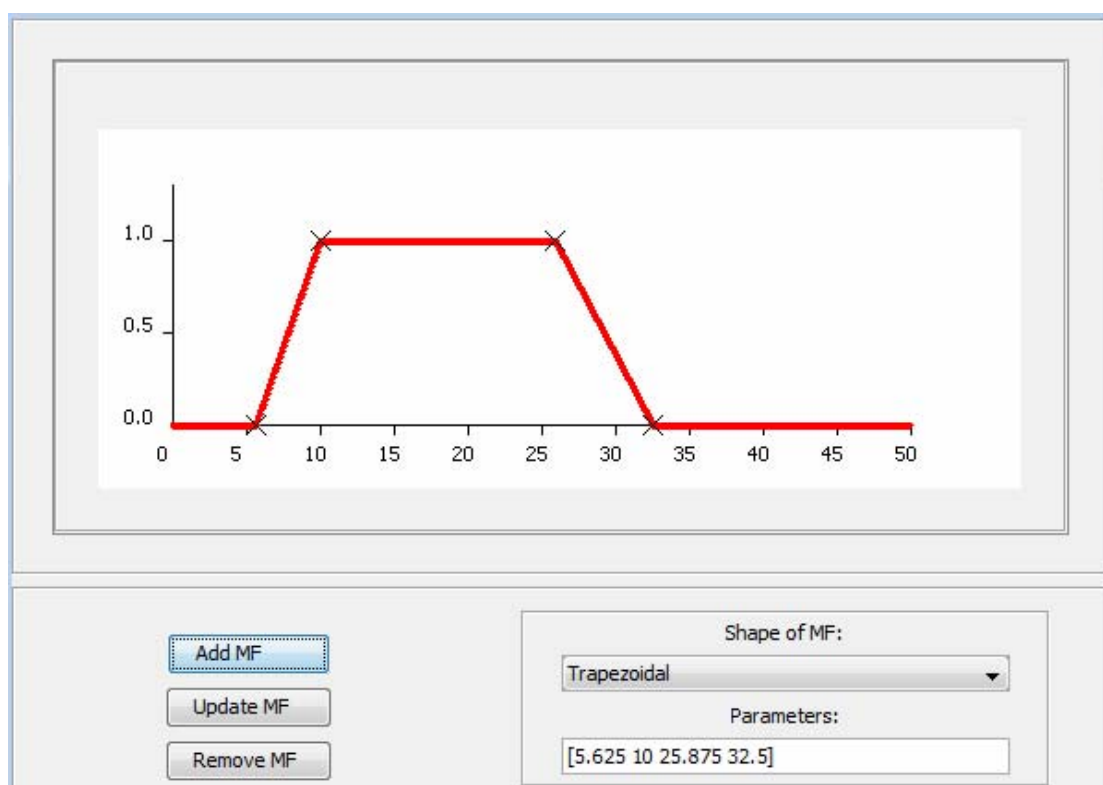 1.0
0.5
0.0
0 5 10 15 20 25 30 35 40 45 50
Add MF
Update MF
Remove MF
Shape of MF:
Trapezoidal
Parameters:
[5.625 10 25.875 32.5]